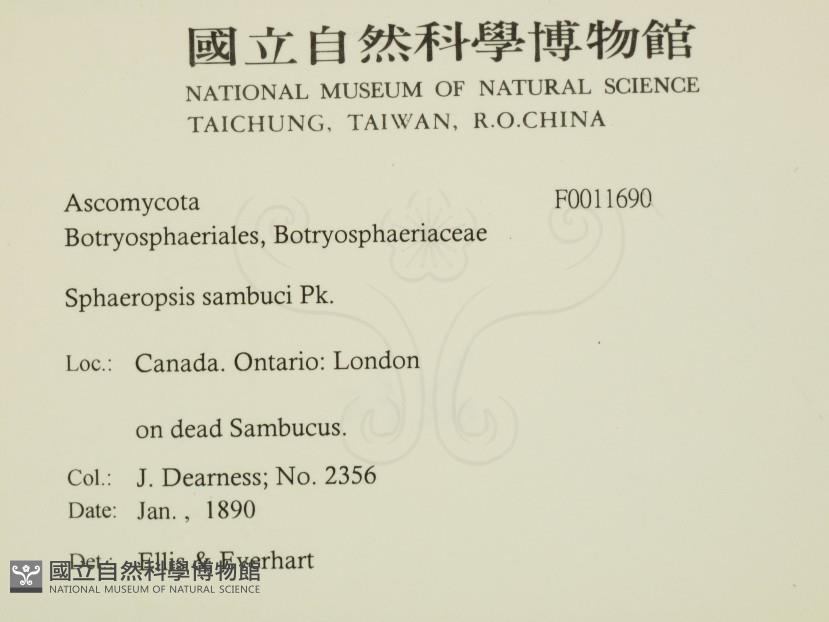 國立自然科學博物館
NATIONAL MUSEUM OF NATURAL SCIENCE
TAICHUNG, TAIWAN, R.O.CHINA
Ascomycota F0011690
Botryosphaeriales, Botryosphaeriaceae
Sphaeropsis sambuci Pk.
Loc.: Canada. Ontario: London
on dead Sambucus.
Col.: J. Dearness; No. 2356
Date: Jan. , 1890
Det.: Ellis & Everhart
國立自然科學博物館
NATIONAL MUSEUM OF NATURAL SCIENCE